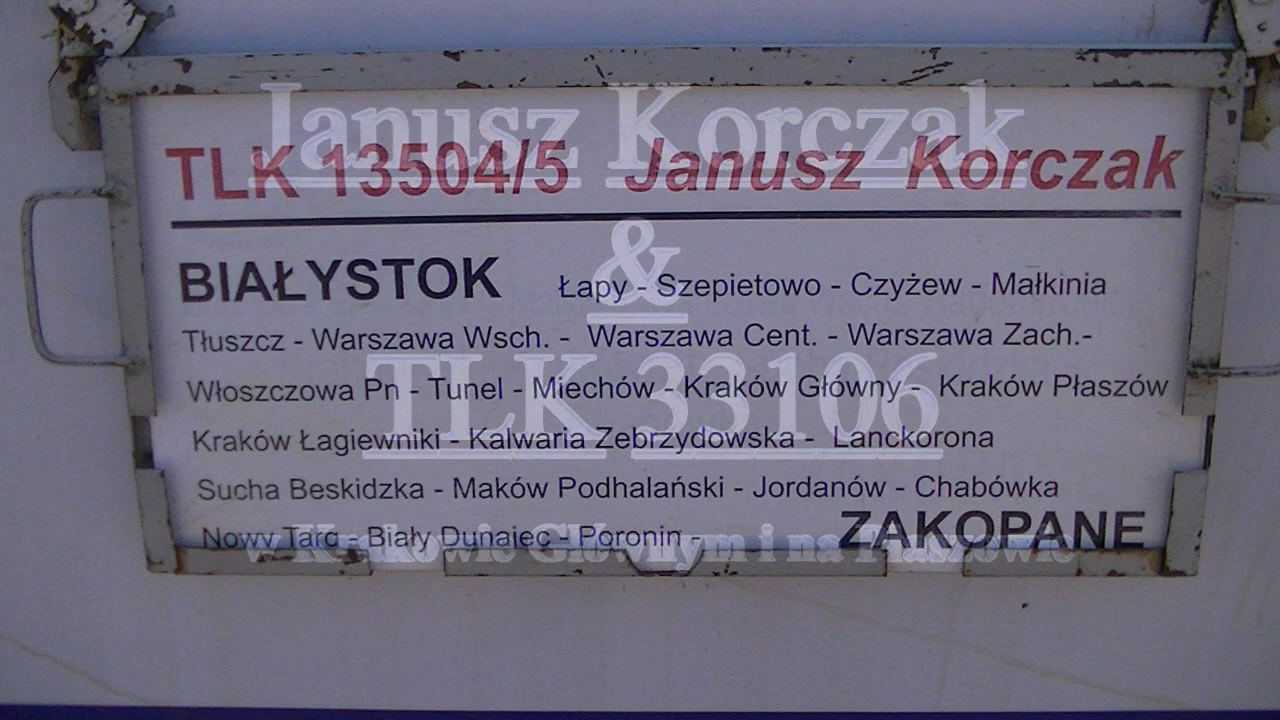 Janusz Korczak
TLK 13504/5 Janusz Korczak
&
BIAŁYSTOK Łapy - Szepietowo - Czyżew - Małkinia
Tłuszcz - Warszawa Wsch. - Warszawa Cent. - Warszawa Zach.-
TLK 33106
Włoszczowa Pn - Tunel - Miechów - Kraków Główny - Kraków Płaszów
Kraków Łagiewniki - Kalwaria Zebrzydowska - Lanckorona
Sucha Beskidzka - Maków Podhalański - Jordanów - Chabówka
Nowy Targ - Biały Dunajec - Poronin - ZAKOPANE
w Krakowie Głównym i na Płaszowie